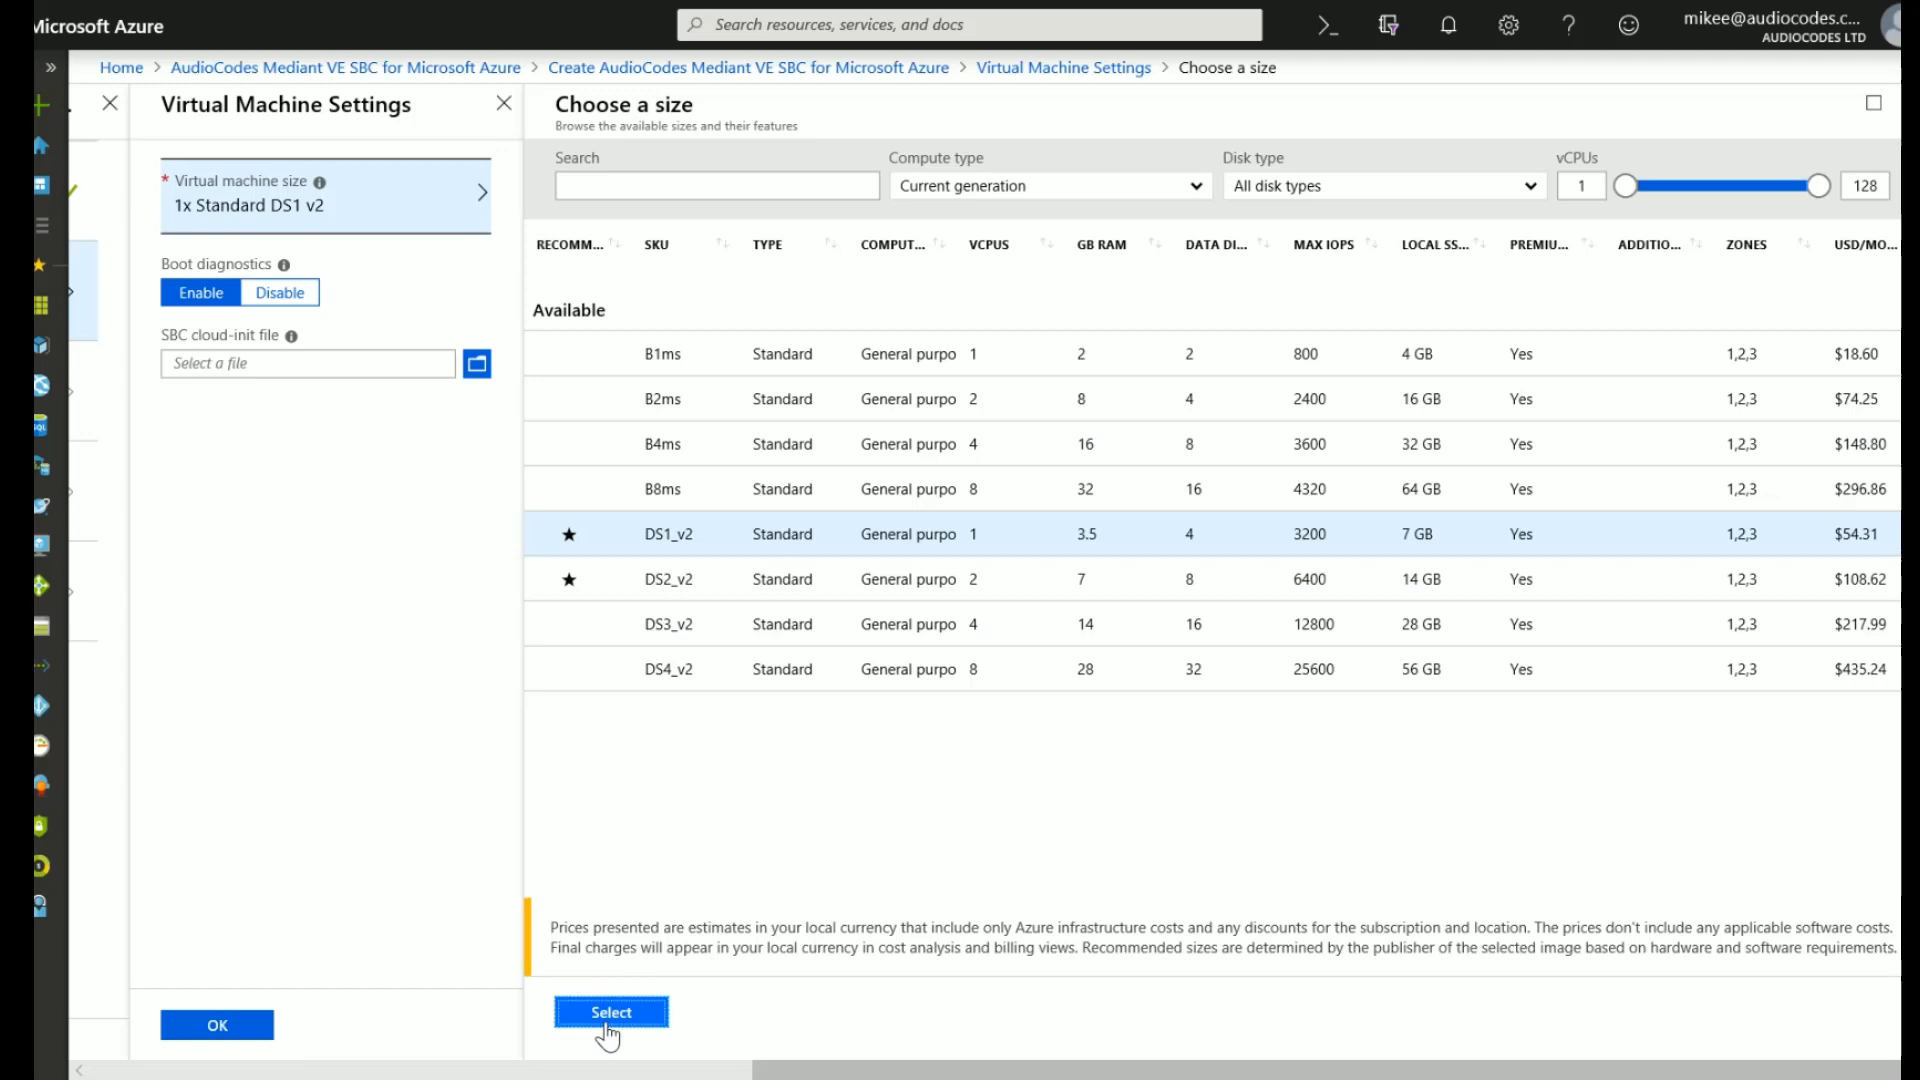 Microsoft Azure
Search resources, services, and docs
mikee@audiocodes.c...
AUDIOCODES LTD
Home > AudioCodes Mediant VE SBC for Microsoft Azure > Create AudioCodes Mediant VE SBC for Microsoft Azure > Virtual Machine Settings > Choose a size
Virtual Machine Settings
* Virtual machine size
1x Standard DS1 v2
Boot diagnostics
Enable Disable
SBC cloud-init file
Select a file
OK
Choose a size
Browse the available sizes and their features
Search Compute type Disk type vCPUs
Current generation All disk types 1 128
RECOMM... SKU TYPE COMPUT... VCPUS GB RAM DATA DI... MAX IOPS LOCAL SS... PREMIU... ADDITIO... ZONES USD/MO...
Available
B1ms Standard General purpo 1 2 2 800 4 GB Yes 1,2,3 $18.60
B2ms Standard General purpo 2 8 4 2400 16 GB Yes 1,2,3 $74.25
B4ms Standard General purpo 4 16 8 3600 32 GB Yes 1,2,3 $148.80
B8ms Standard General purpo 8 32 16 4320 64 GB Yes 1,2,3 $296.86
★ DS1_v2 Standard General purpo 1 3.5 4 3200 7 GB Yes 1,2,3 $54.31
★ DS2_v2 Standard General purpo 2 7 8 6400 14 GB Yes 1,2,3 $108.62
DS3_v2 Standard General purpo 4 14 16 12800 28 GB Yes 1,2,3 $217.99
DS4_v2 Standard General purpo 8 28 32 25600 56 GB Yes 1,2,3 $435.24
Prices presented are estimates in your local currency that include only Azure infrastructure costs and any discounts for the subscription and location. The prices don't include any applicable software costs.
Final charges will appear in your local currency in cost analysis and billing views. Recommended sizes are determined by the publisher of the selected image based on hardware and software requirements.
Select